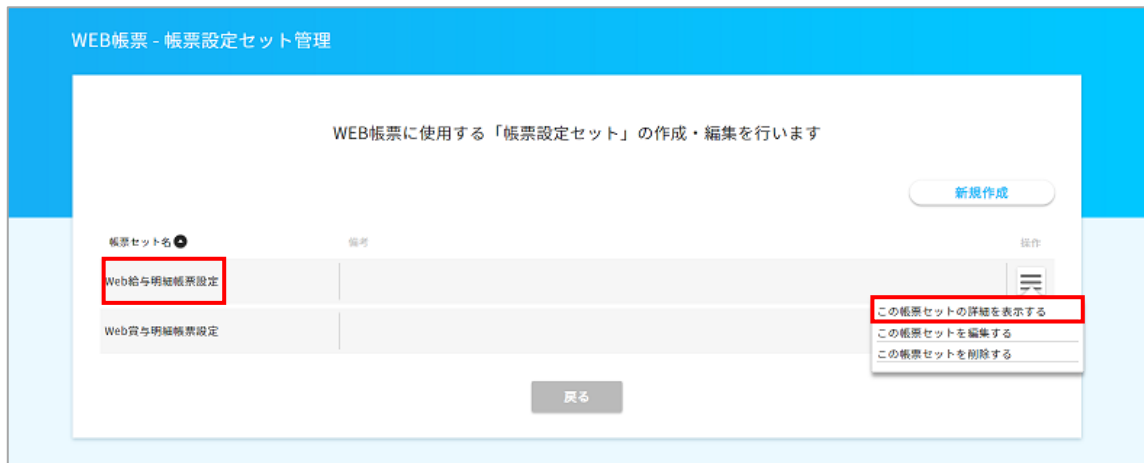 WEB帳票 - 帳票設定セット管理
WEB帳票に使用する「帳票設定セット」の作成・編集を行います
新規作成
帳票セット名 備考 操作
Web給与明細帳票設定
この帳票セットの詳細を表示する
Web賞与明細帳票設定
この帳票セットを編集する
この帳票セットを削除する
戻る